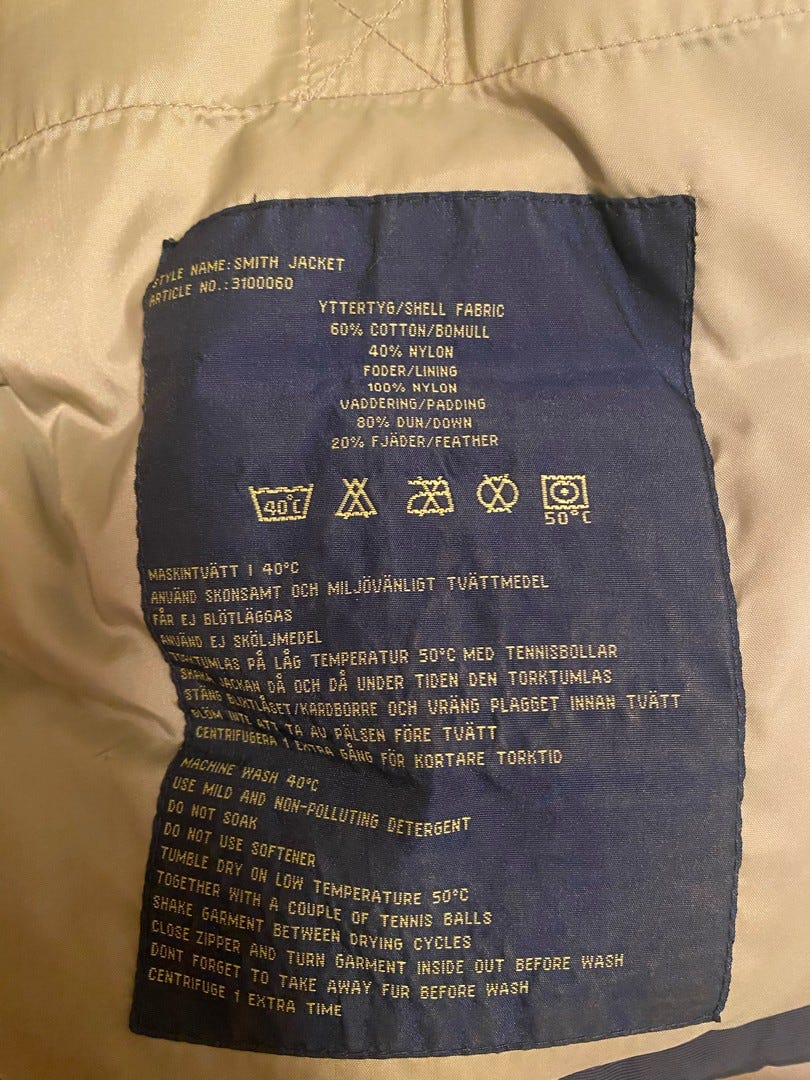 STYLE NAME:SMITH JACKET
ARTICLE NO.:3100060
YTTERTYG/SHELL FABRIC
60% COTTON/BOMULL
40% NYLON
FODER/LINING
100% NYLON
VADDERING/PADDING
80% DUN/DOWN
20% FJÄDER/FEATHER
40°C
50°C
MASKINTVÄTT I 40°C
ANVÄND SKONSAMT OCH MILJÖVÄNLIGT TVÄTTMEDEL
FÅR EJ BLÖTLÄGGAS
ANVÄND EJ SKÖLJMEDEL
TORKTUMLAS PÅ LÅG TEMPERATUR 50°C MED TENNISBOLLAR
SKAKA JACKAN DÅ OCH DÅ UNDER TIDEN DEN TORKTUMLAS
STÄNG BLIXTLÅSET/KARDBORRE OCH VRÄNG PLAGGET INNAN TVÄTT
GLÖM INTE ATT TA AV PÄLSEN FÖRE TVÄTT
CENTRIFUGERA 1 EXTRA GÅNG FÖR KORTARE TORKTID
MACHINE WASH 40°C
USE MILD AND NON-POLLUTING DETERGENT
DO NOT SOAK
DO NOT USE SOFTENER
TUMBLE DRY ON LOW TEMPERATURE 50°C
TOGETHER WITH A COUPLE OF TENNIS BALLS
SHAKE GARMENT BETWEEN DRYING CYCLES
CLOSE ZIPPER AND TURN GARMENT INSIDE OUT BEFORE WASH
DONT FORGET TO TAKE AWAY FUR BEFORE WASH
CENTRIFUGE 1 EXTRA TIME